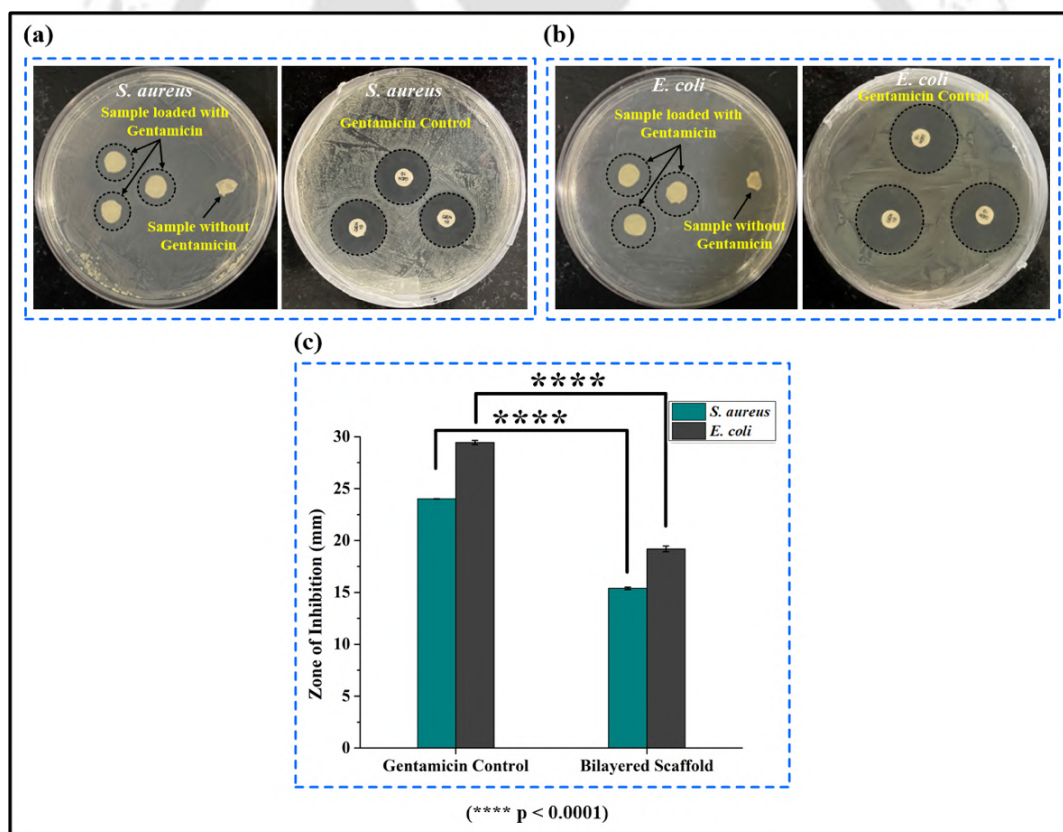 (a)
S. aureus
Sample loaded with
Gentamicin
Sample without
Gentamicin
S. aureus
Gentamicin Control
(b)
E. coli
Sample loaded with
Gentamicin
Sample without
Gentamicin
E. coli
Gentamicin Control
(c)
****
****
S. aureus
E. coli
Zone of Inhibition (mm)
30
25
20
15
10
5
0
Gentamicin Control
Bilayered Scaffold
(**** p < 0.0001)